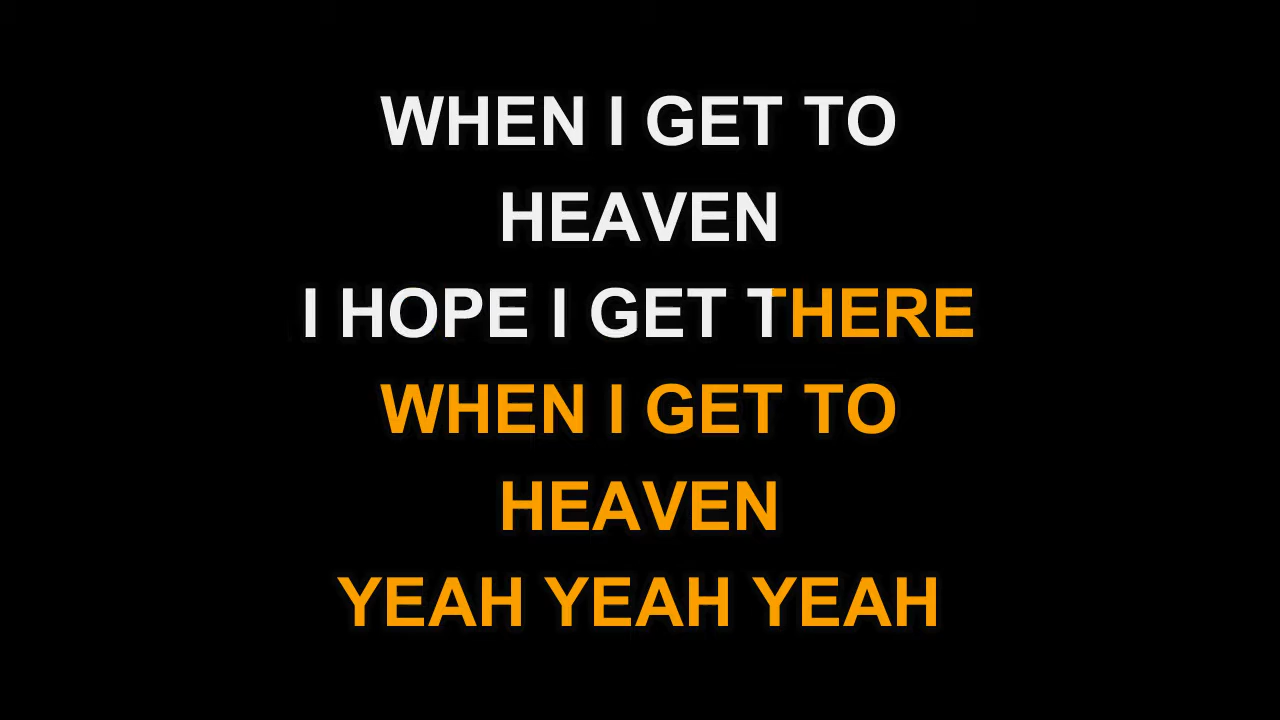 WHEN I GET TO
HEAVEN
I HOPE I GET THERE
WHEN I GET TO
HEAVEN
YEAH YEAH YEAH